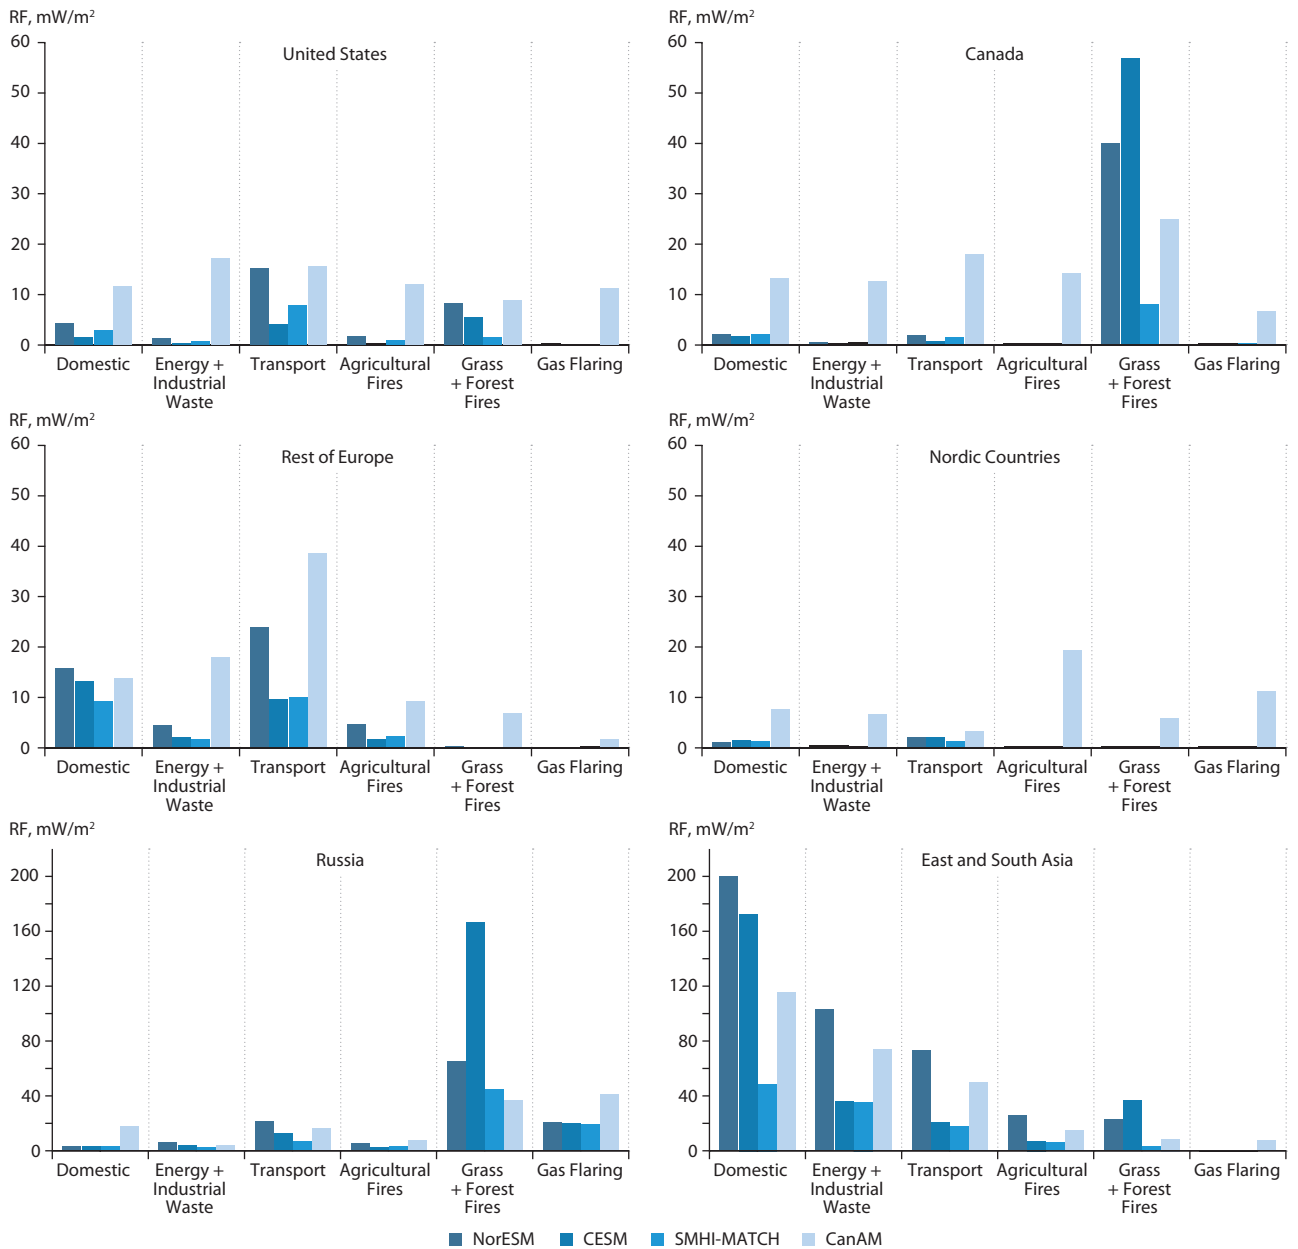 RF, mW/m²
United States
60
50
40
30
20
10
0
Domestic
Energy +
Industrial
Waste
Transport
Agricultural
Fires
Grass
+ Forest
Fires
Gas Flaring
RF, mW/m²
Canada
60
50
40
30
20
10
0
Domestic
Energy +
Industrial
Waste
Transport
Agricultural
Fires
Grass
+ Forest
Fires
Gas Flaring
RF, mW/m²
Rest of Europe
60
50
40
30
20
10
0
Domestic
Energy +
Industrial
Waste
Transport
Agricultural
Fires
Grass
+ Forest
Fires
Gas Flaring
RF, mW/m²
Nordic Countries
60
50
40
30
20
10
0
Domestic
Energy +
Industrial
Waste
Transport
Agricultural
Fires
Grass
+ Forest
Fires
Gas Flaring
RF, mW/m²
Russia
200
160
120
80
40
0
Domestic
Energy +
Industrial
Waste
Transport
Agricultural
Fires
Grass
+ Forest
Fires
Gas Flaring
RF, mW/m²
East and South Asia
200
160
120
80
40
0
Domestic
Energy +
Industrial
Waste
Transport
Agricultural
Fires
Grass
+ Forest
Fires
Gas Flaring
NorESM CESM SMHI-MATCH CanAM